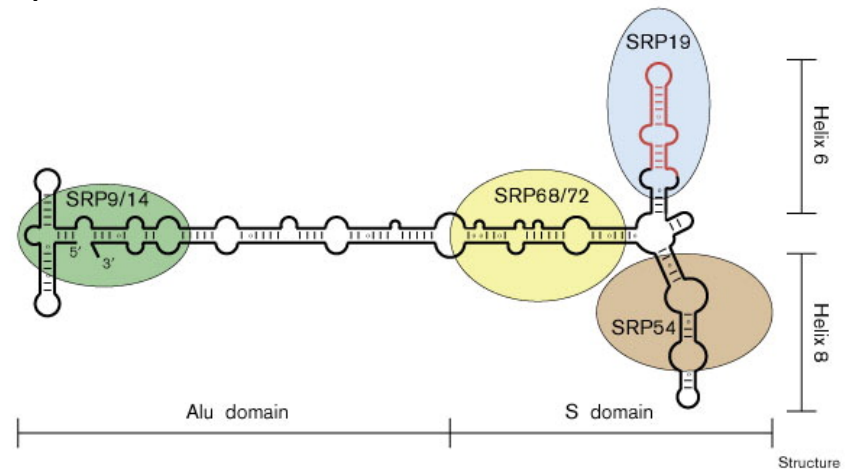 SRP19
Helix 6
SRP9/14
SRP68/72
5'
3'
SRP54
Helix 8
Alu domain
S domain
Structure